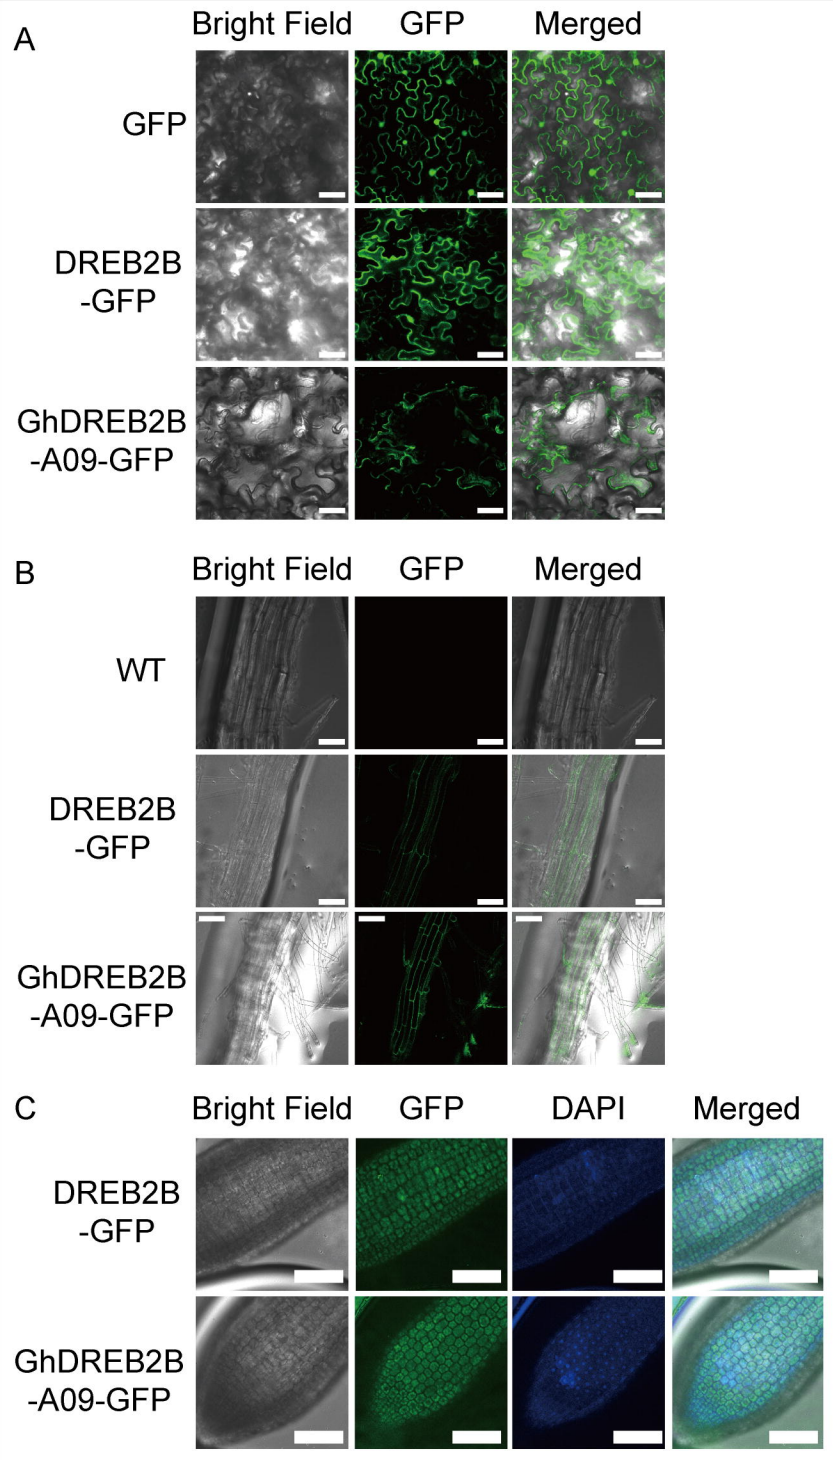 A
Bright Field GFP Merged
GFP
DREB2B
-GFP
GhDREB2B
-A09-GFP
B
Bright Field GFP Merged
WT
DREB2B
-GFP
GhDREB2B
-A09-GFP
C
Bright Field GFP DAPI Merged
DREB2B
-GFP
GhDREB2B
-A09-GFP